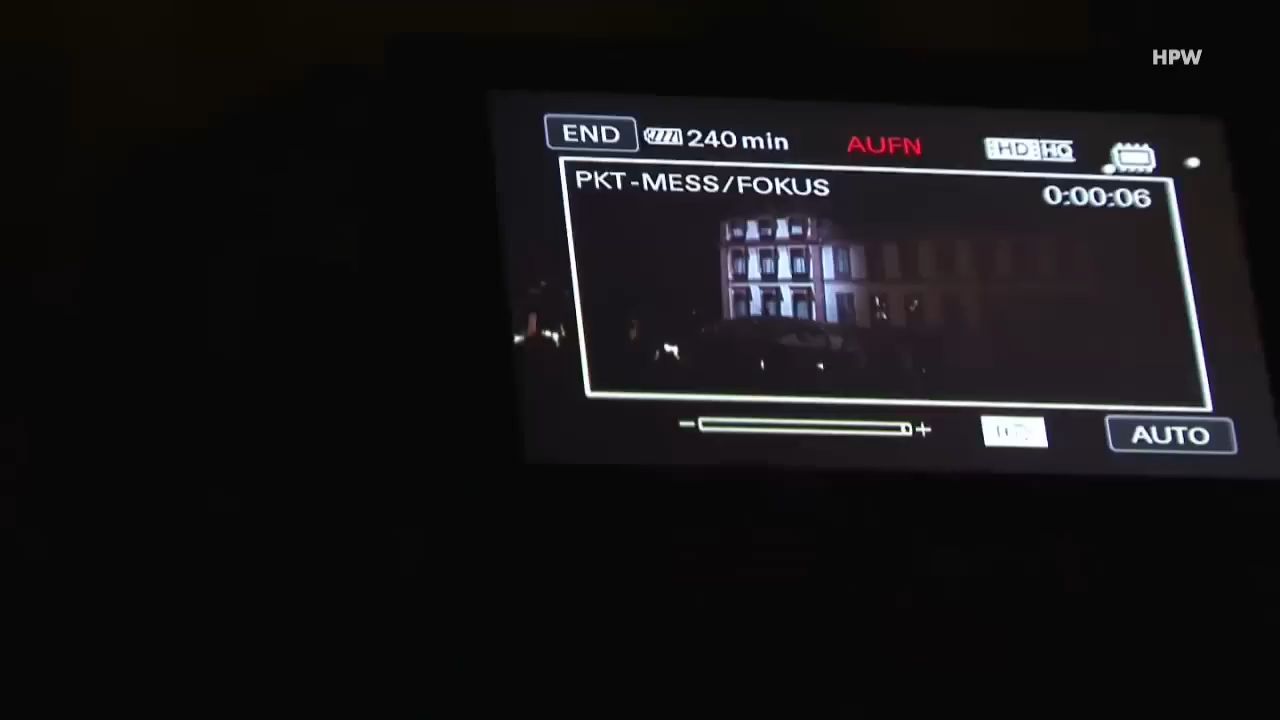 HPW
END 240 min AUFN HD HQ
PKT-MESS/FOKUS 0:00:06
- +
AUTO